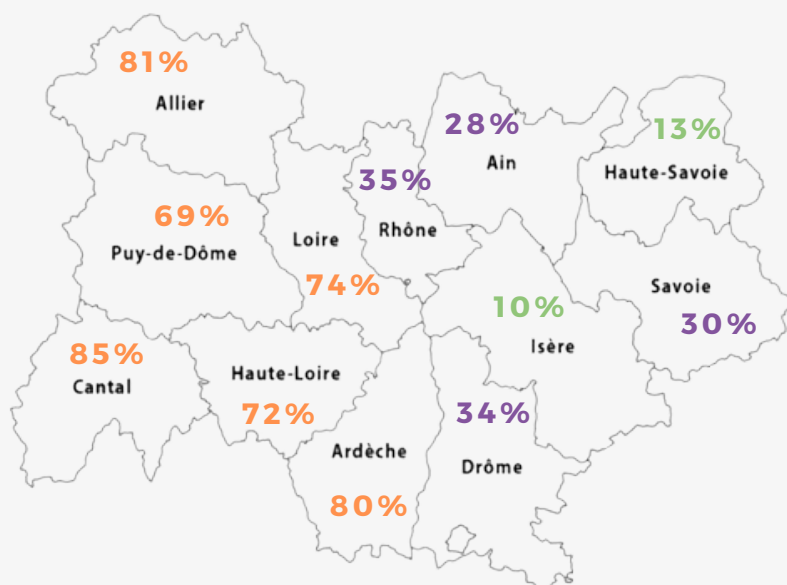 81%
Allier
28%
Ain
13%
Haute-Savoie
35%
Rhône
69%
Puy-de-Dôme
Loire
74%
Savoie
30%
10%
Isère
85%
Cantal
Haute-Loire
72%
34%
Drôme
Ardèche
80%